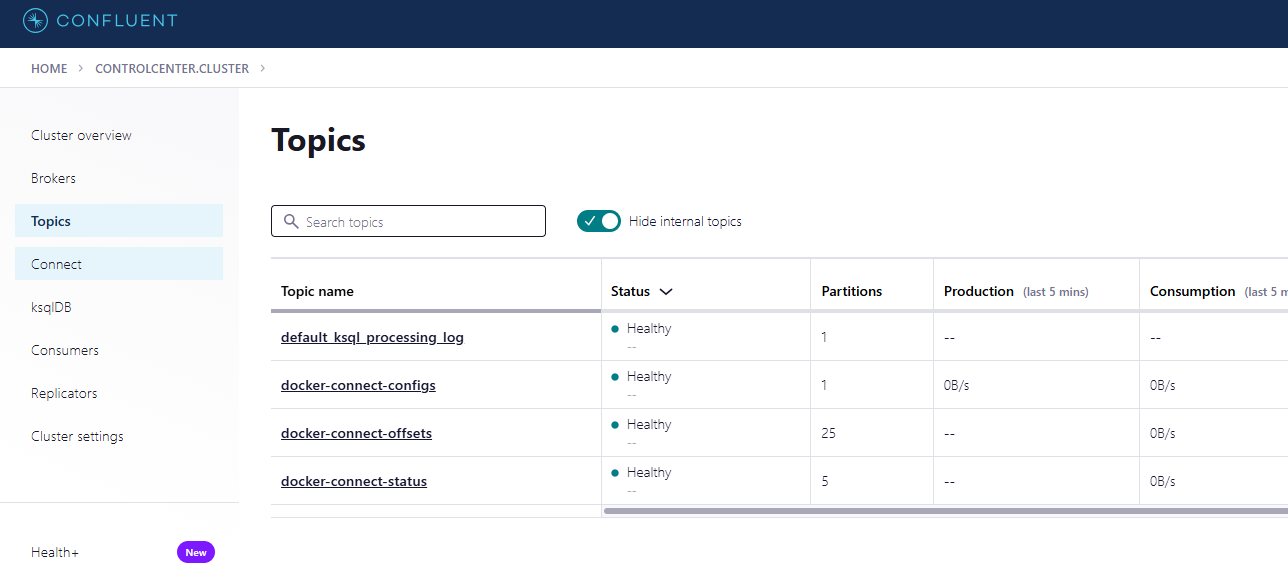 CONFLUENT
HOME > CONTROLCENTER.CLUSTER >
Cluster overview
Brokers
Topics
Connect
ksqlDB
Consumers
Replicators
Cluster settings
Health+ New
Topics
Search topics
Hide internal topics
Topic name Status Partitions Production (last 5 mins) Consumption (last 5 m
default_ksql_processing_log Healthy 1 -- --
--
docker-connect-configs Healthy 1 0B/s 0B/s
--
docker-connect-offsets Healthy 25 -- 0B/s
--
docker-connect-status Healthy 5 -- 0B/s
--